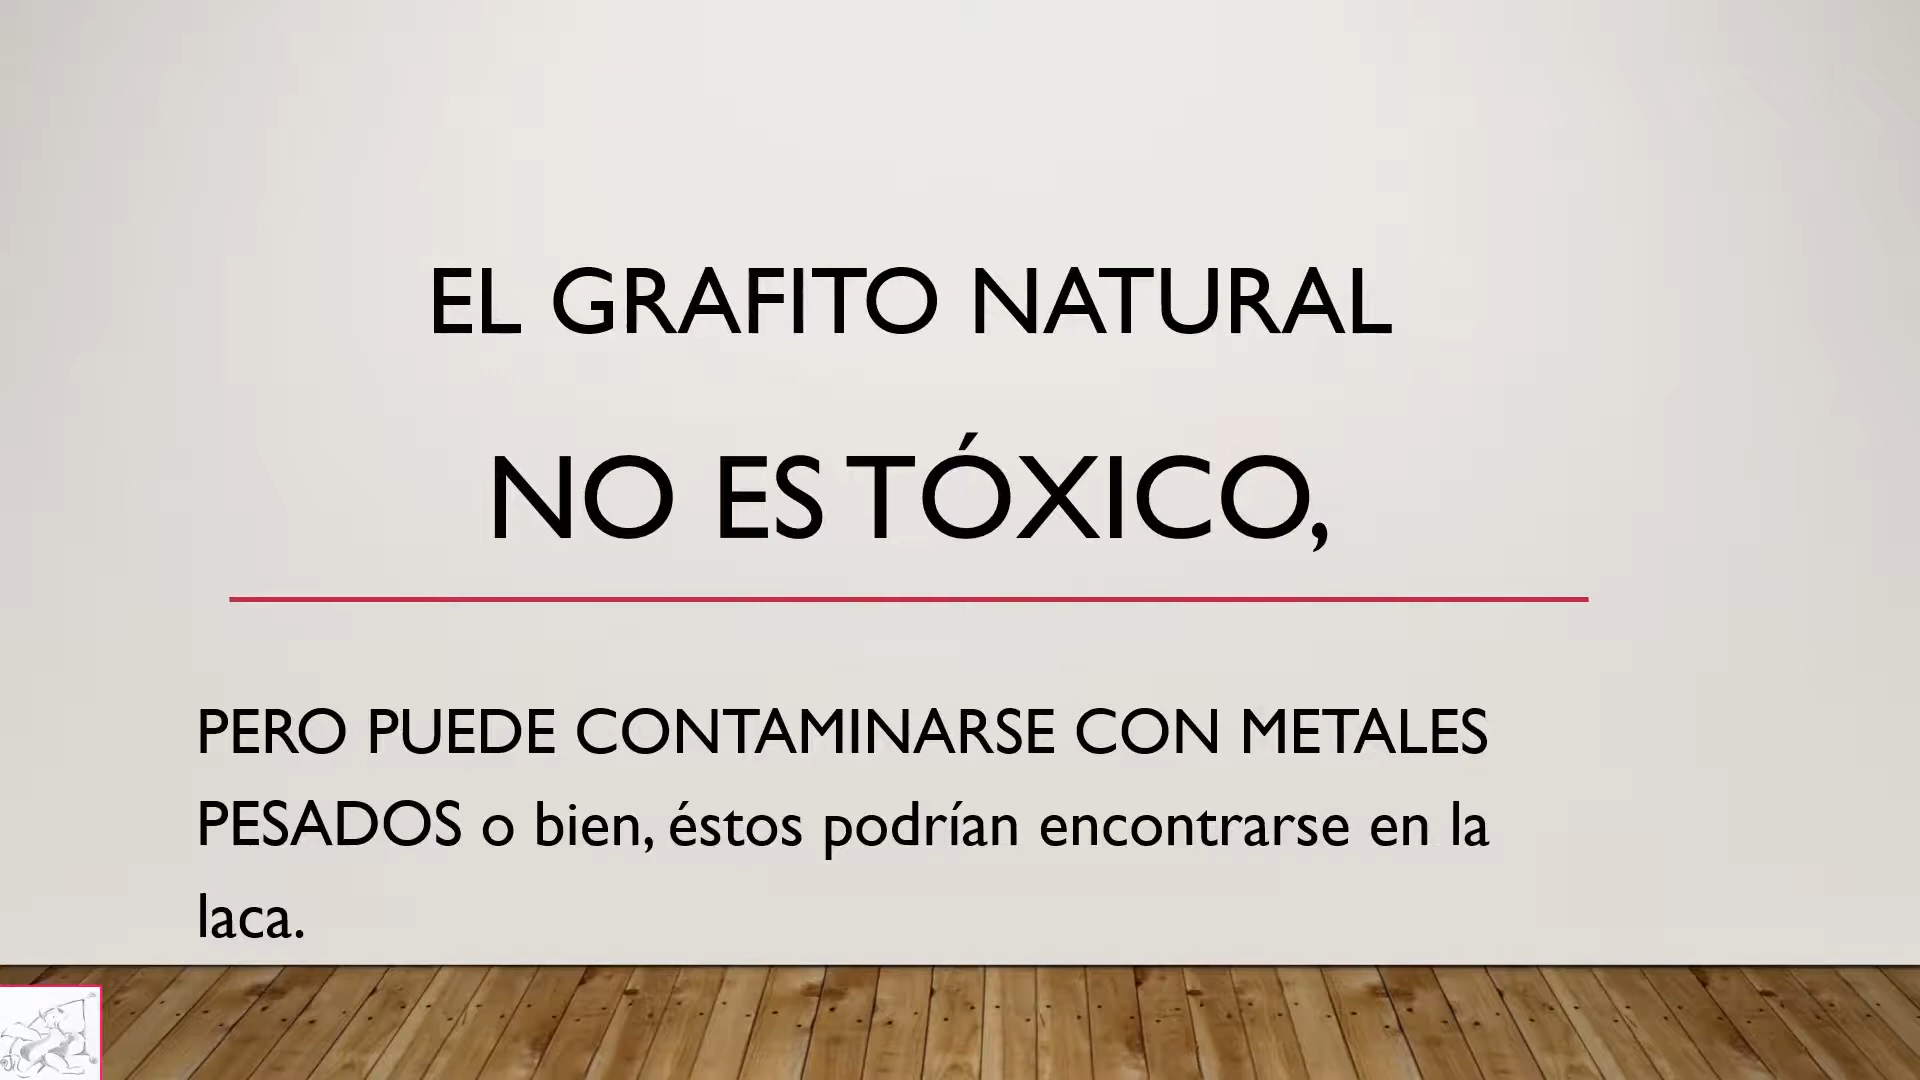 EL GRAFITO NATURAL
NO ES TÓXICO,
PERO PUEDE CONTAMINARSE CON METALES
PESADOS o bien, éstos podrían encontrarse en la
laca.